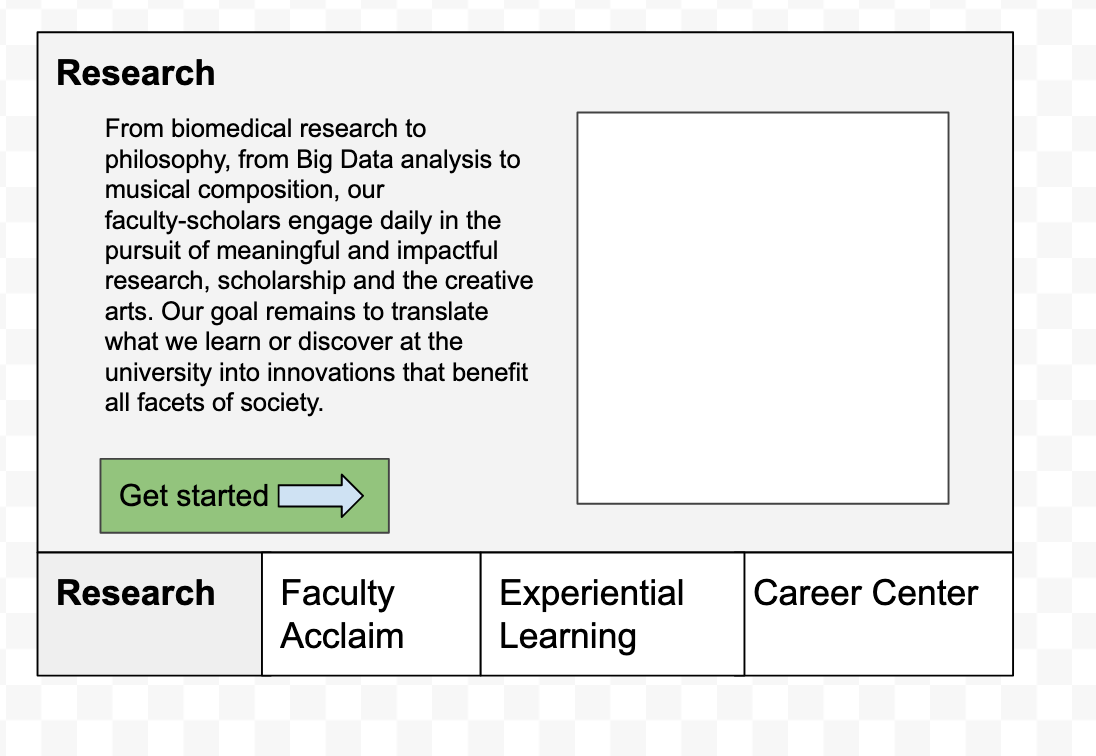 Research
From biomedical research to
philosophy, from Big Data analysis to
musical composition, our
faculty-scholars engage daily in the
pursuit of meaningful and impactful
research, scholarship and the creative
arts. Our goal remains to translate
what we learn or discover at the
university into innovations that benefit
all facets of society.
Get started
Research
Faculty
Acclaim
Experiential
Learning
Career Center